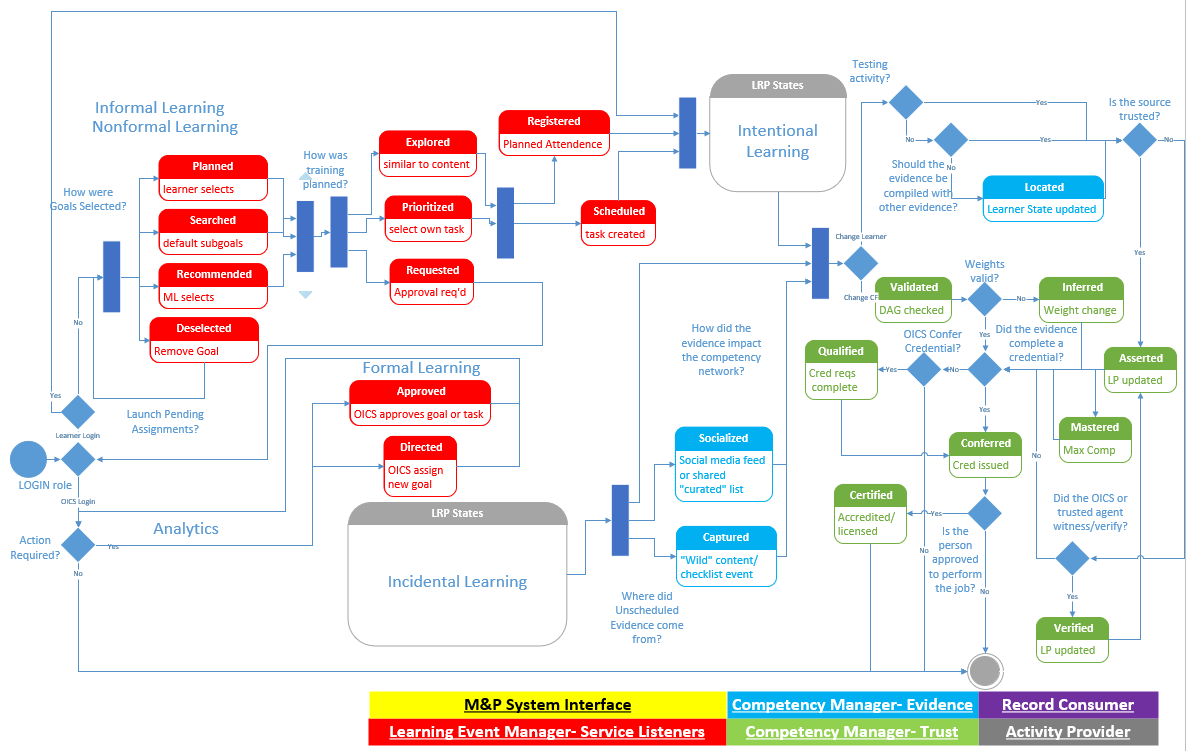 Informal Learning
Nonformal Learning
How were
Goals Selected?
Planned
learner selects
Searched
default subgoals
Recommended
ML selects
Deselected
Remove Goal
How was
training
planned?
Explored
similar to content
Prioritized
select own task
Requested
Approval req'd
Registered
Planned Attendence
Scheduled
task created
LRP States
Intentional
Learning
Testing
activity?
Yes
No
Yes
No
Should the
evidence be
compiled with
other evidence?
Located
Learner State updated
Is the source
trusted?
No
Yes
Change Learner
Change CF
Validated
DAG checked
Weights
valid?
No
Yes
Inferred
Weight change
OICS Confer
Credential?
Did the evidence
complete a
credential?
Qualified
Cred reqs
complete
Yes
No
Yes
Asserted
LP updated
Mastered
Max Comp
Conferred
Cred issued
Certified
Accredited/
licensed
Yes
No
Is the
person
approved
to perform
the job?
No
No
Did the OICS or
trusted agent
witness/verify?
Yes
Verified
LP updated
How did the
evidence impact
the competency
network?
Socialized
Social media feed
or shared
"curated" list
Captured
"Wild" content/
checklist event
Where did
Unscheduled
Evidence come
from?
Formal Learning
Approved
OICS approves goal or task
Directed
OICS assign
new goal
LRP States
Incidental Learning
No
Yes
Launch Pending
Assignments?
Learner Login
LOGIN role
OICS Login
Analytics
Action
Required?
Yes
No
M&P System Interface
Competency Manager- Evidence
Record Consumer
Learning Event Manager- Service Listeners
Competency Manager- Trust
Activity Provider